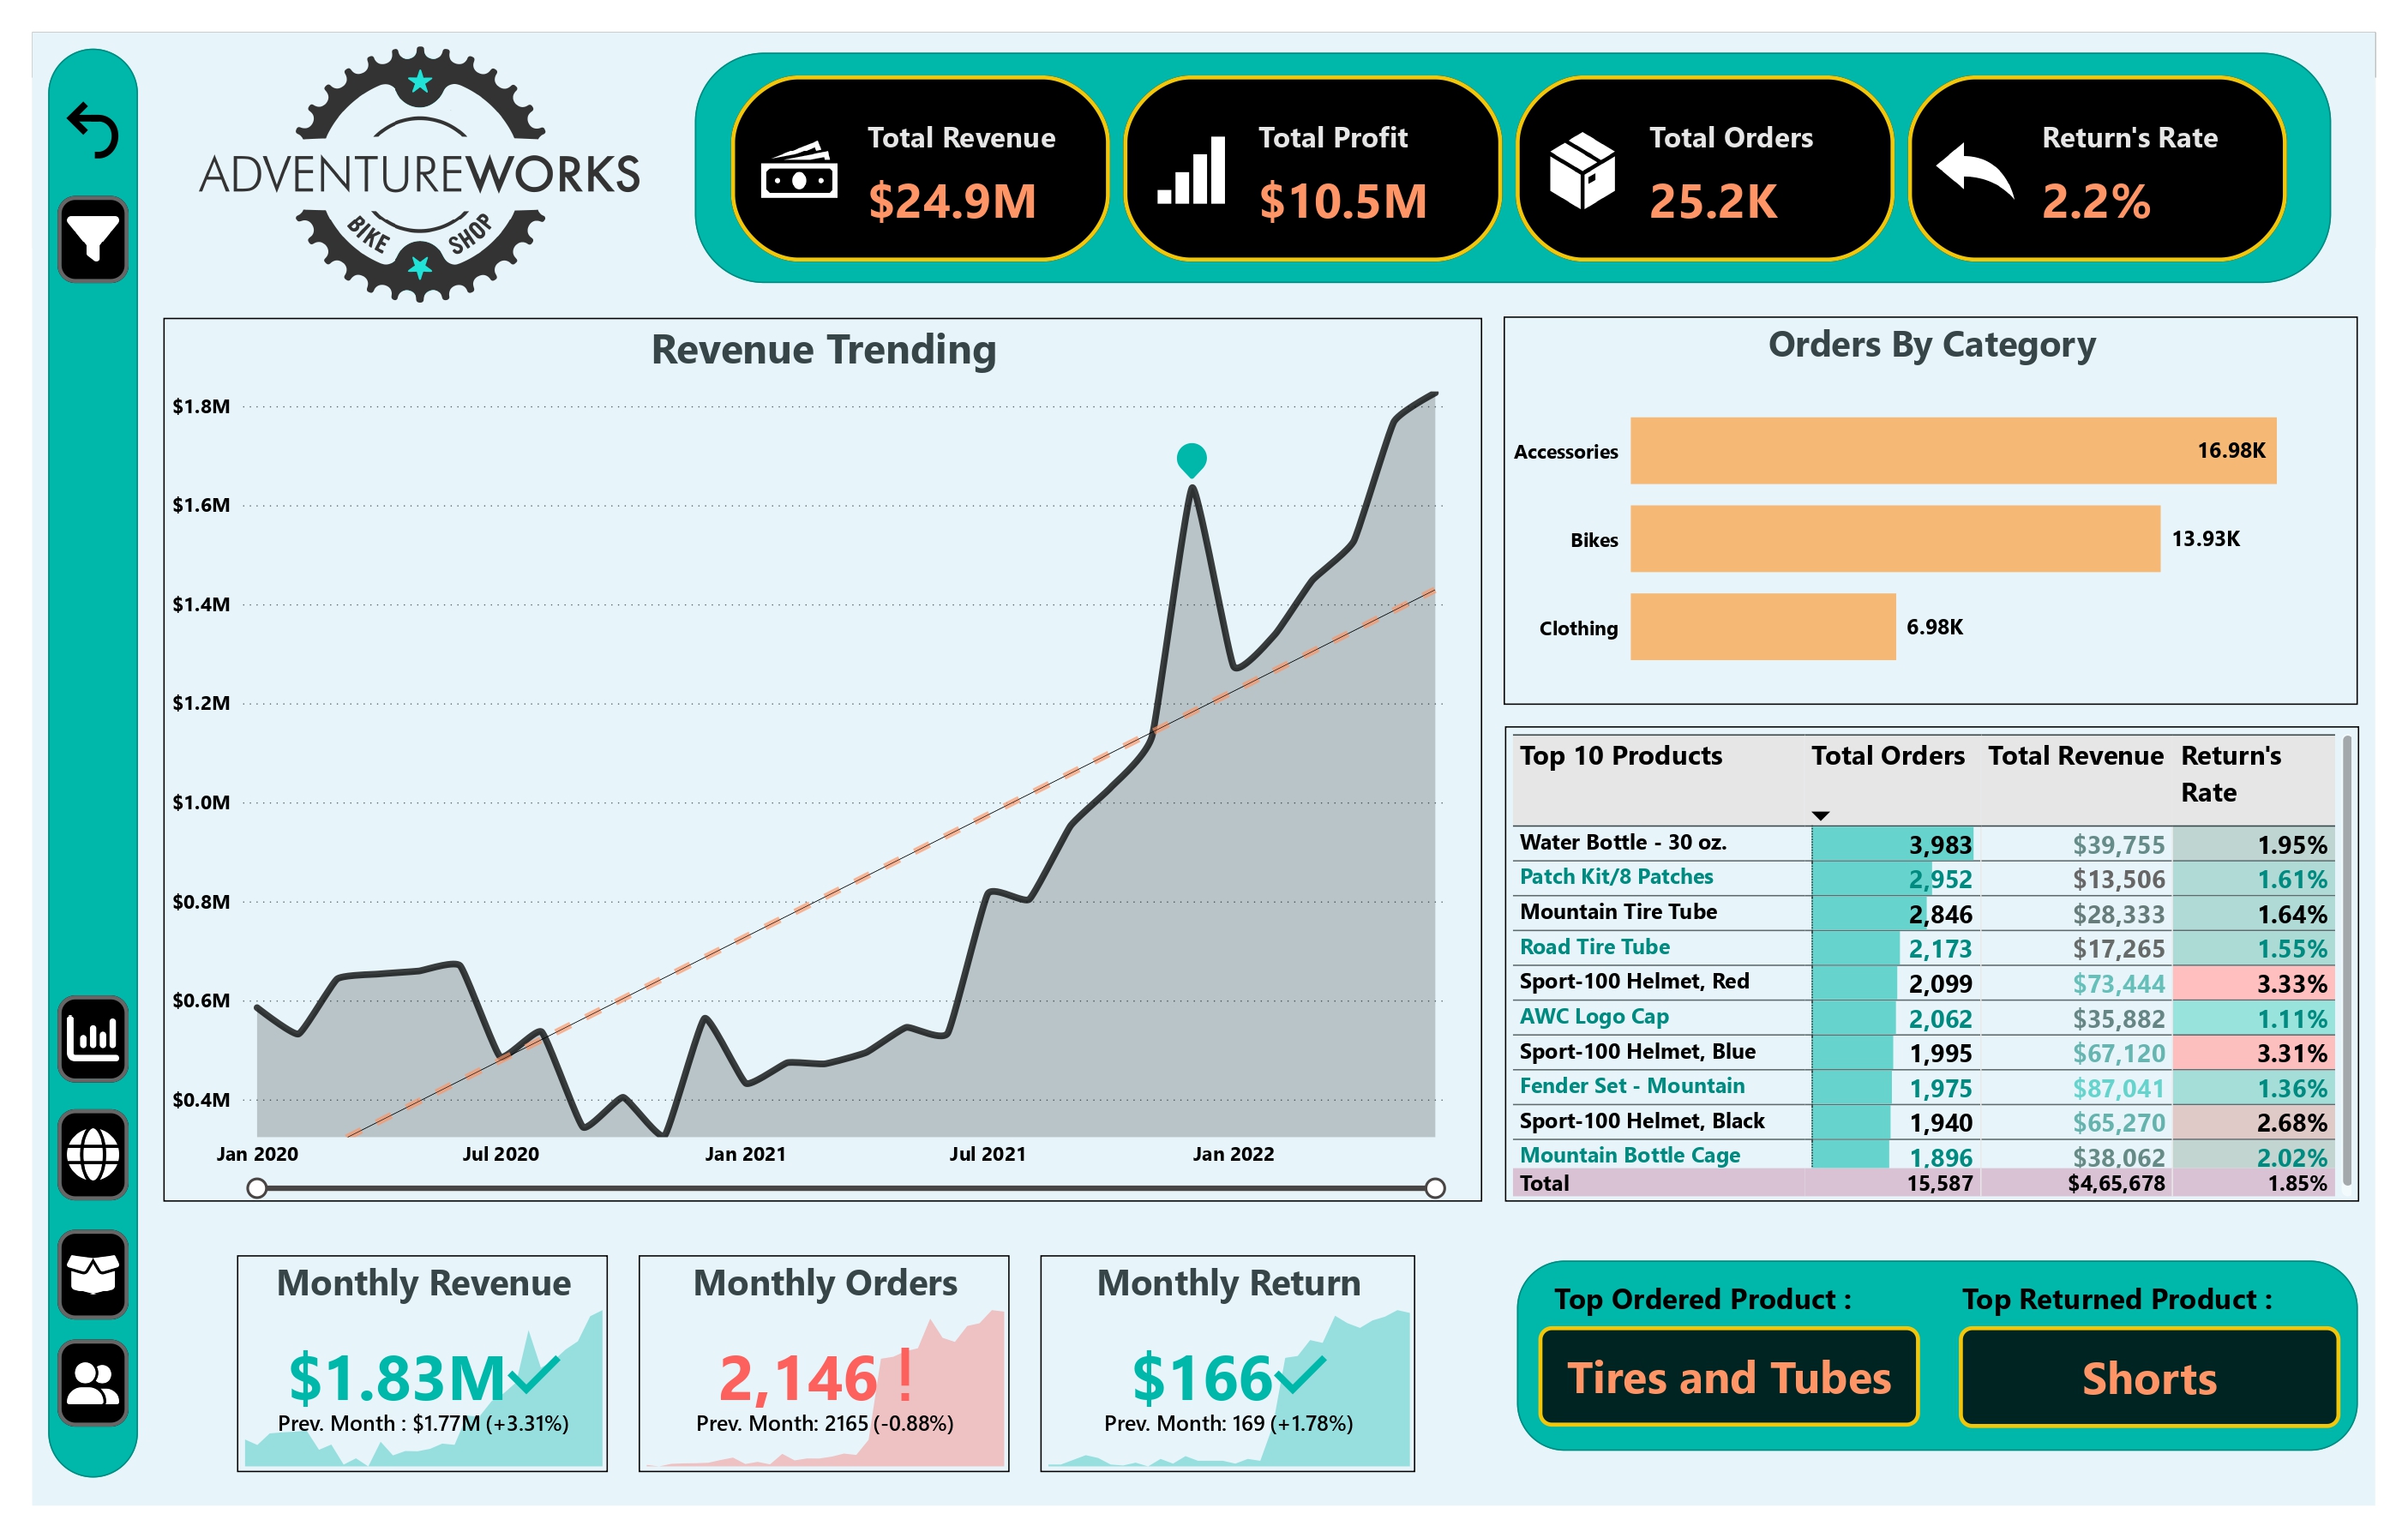 ADVENTUREWORKS
BIKE SHOP
Total Revenue
$24.9M
Total Profit
$10.5M
Total Orders
25.2K
Return's Rate
2.2%
Revenue Trending
$1.8M
$1.6M
$1.4M
$1.2M
$1.0M
$0.8M
$0.6M
$0.4M
Jan 2020 Jul 2020 Jan 2021 Jul 2021 Jan 2022
Orders By Category
Accessories 16.98K
Bikes 13.93K
Clothing 6.98K
Top 10 Products Total Orders Total Revenue Return's
Rate
Water Bottle - 30 oz. 3,983 $39,755 1.95%
Patch Kit/8 Patches 2,952 $13,506 1.61%
Mountain Tire Tube 2,846 $28,333 1.64%
Road Tire Tube 2,173 $17,265 1.55%
Sport-100 Helmet, Red 2,099 $73,444 3.33%
AWC Logo Cap 2,062 $35,882 1.11%
Sport-100 Helmet, Blue 1,995 $67,120 3.31%
Fender Set - Mountain 1,975 $87,041 1.36%
Sport-100 Helmet, Black 1,940 $65,270 2.68%
Mountain Bottle Cage 1,896 $38,062 2.02%
Total 15,587 $4,65,678 1.85%
Monthly Revenue
$1.83M
Prev. Month : $1.77M (+3.31%)
Monthly Orders
2,146 !
Prev. Month: 2165 (-0.88%)
Monthly Return
$166
Prev. Month: 169 (+1.78%)
Top Ordered Product :
Tires and Tubes
Top Returned Product :
Shorts